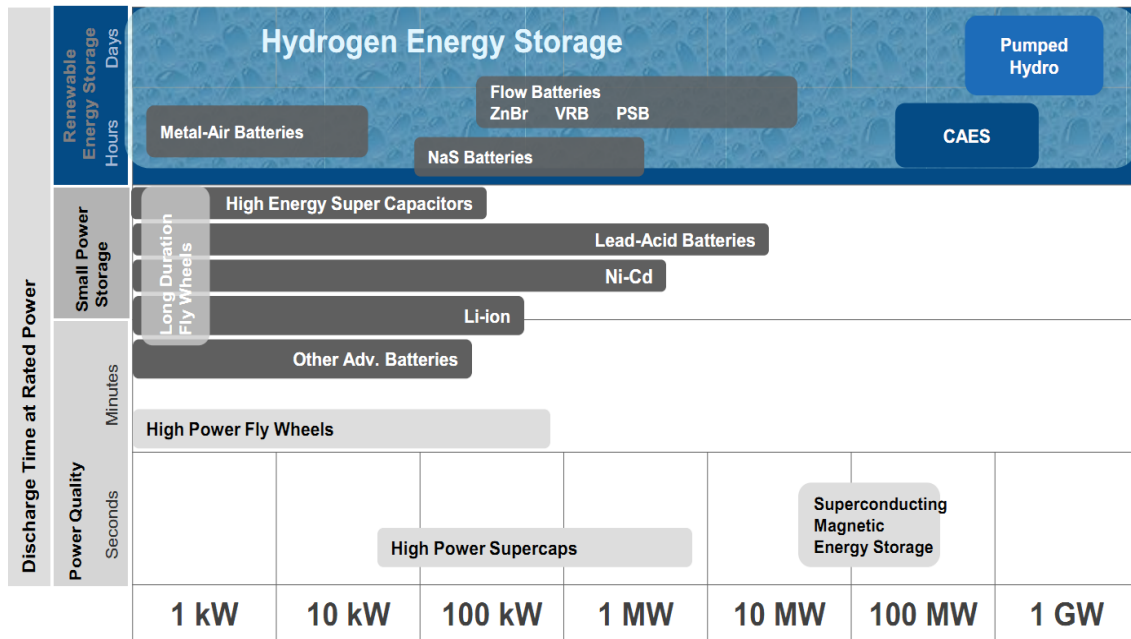 Discharge Time at Rated Power
Renewable
Energy Storage
Hours
Days
Hydrogen Energy Storage
Pumped
Hydro
Flow Batteries
ZnBr VRB PSB
Metal-Air Batteries
CAES
NaS Batteries
Small Power
Storage
Long Duration
Fly Wheels
High Energy Super Capacitors
Lead-Acid Batteries
Ni-Cd
Li-ion
Other Adv. Batteries
Power Quality
Minutes
Seconds
High Power Fly Wheels
Superconducting
Magnetic
Energy Storage
High Power Supercaps
1 kW
10 kW
100 kW
1 MW
10 MW
100 MW
1 GW